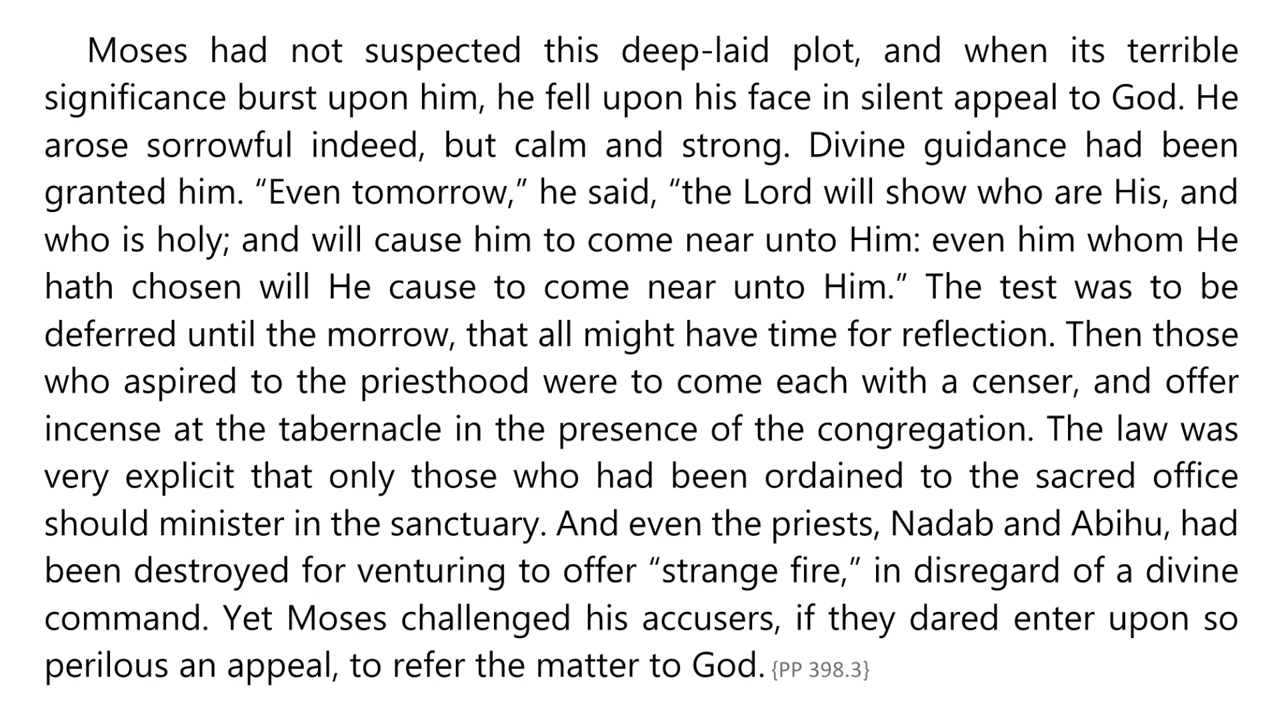 Moses had not suspected this deep-laid plot, and when its terrible
significance burst upon him, he fell upon his face in silent appeal to God. He
arose sorrowful indeed, but calm and strong. Divine guidance had been
granted him. “Even tomorrow,” he said, “the Lord will show who are His, and
who is holy; and will cause him to come near unto Him: even him whom He
hath chosen will He cause to come near unto Him.” The test was to be
deferred until the morrow, that all might have time for reflection. Then those
who aspired to the priesthood were to come each with a censer, and offer
incense at the tabernacle in the presence of the congregation. The law was
very explicit that only those who had been ordained to the sacred office
should minister in the sanctuary. And even the priests, Nadab and Abihu, had
been destroyed for venturing to offer “strange fire,” in disregard of a divine
command. Yet Moses challenged his accusers, if they dared enter upon so
perilous an appeal, to refer the matter to God. {PP 398.3}